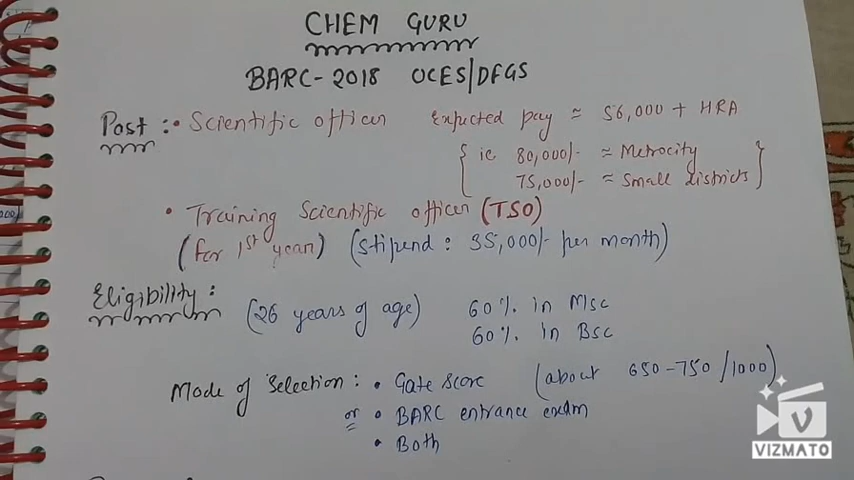 CHEM GURU
BARC-2018 OCES/DFGS
Post : • Scientific officer Expected pay ≈ 56,000 + HRA
{ ie 80,000/- ≈ Metrocity
75,000/- ≈ Small districts }
• Training Scientific officer (TSO)
(for 1st year) (stipend : 35,000/- per month)
Eligibility : (26 years of age) 60% in Msc
60% in Bsc
Mode of Selection : • Gate score (about 650-750/1000)
or • BARC entrance exam
• Both
VIZMATO